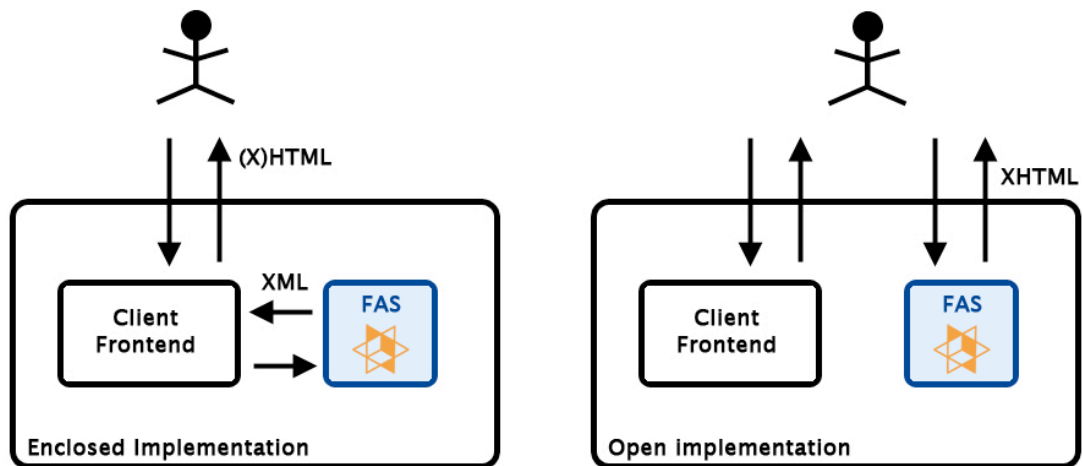 (X)HTML
XML
Client
Frontend
FAS
Enclosed Implementation
XHTML
Client
Frontend
FAS
Open implementation